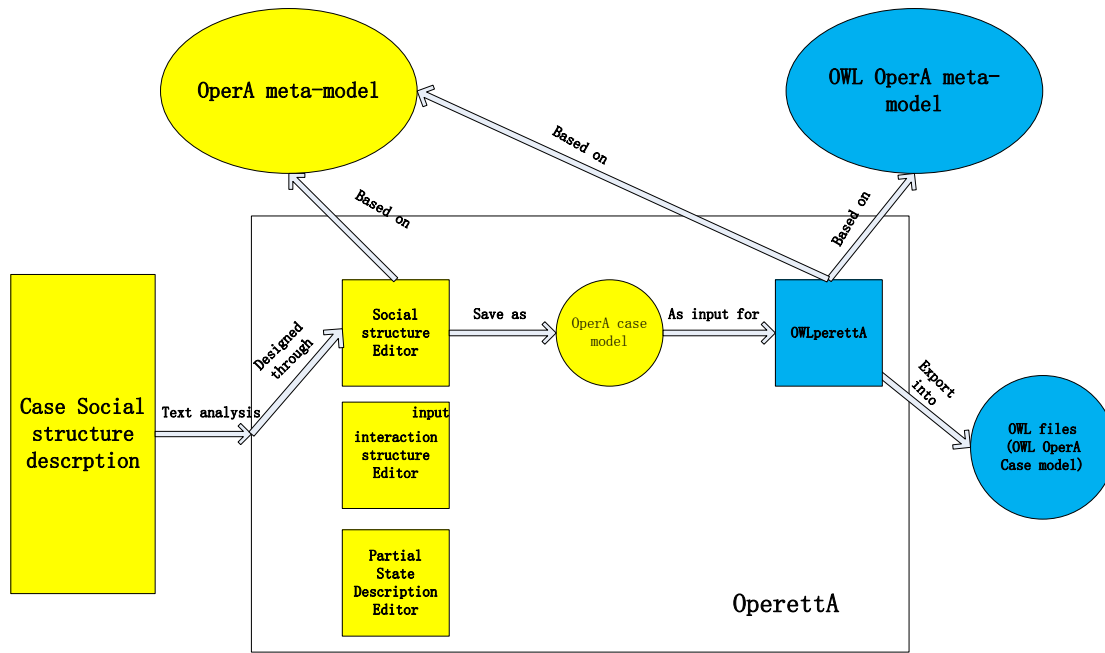 OperA meta-model
OWL OperA meta-
model
Based on
Based on
Based on
Case Social
structure
descrption
Text analysis
Designed
through
Social
structure
Editor
Save as
OperA case
model
As input for
OWLperettA
Export
into
OWL files
(OWL OperA
Case model)
input
interaction
structure
Editor
Partial
State
Description
Editor
OperettA